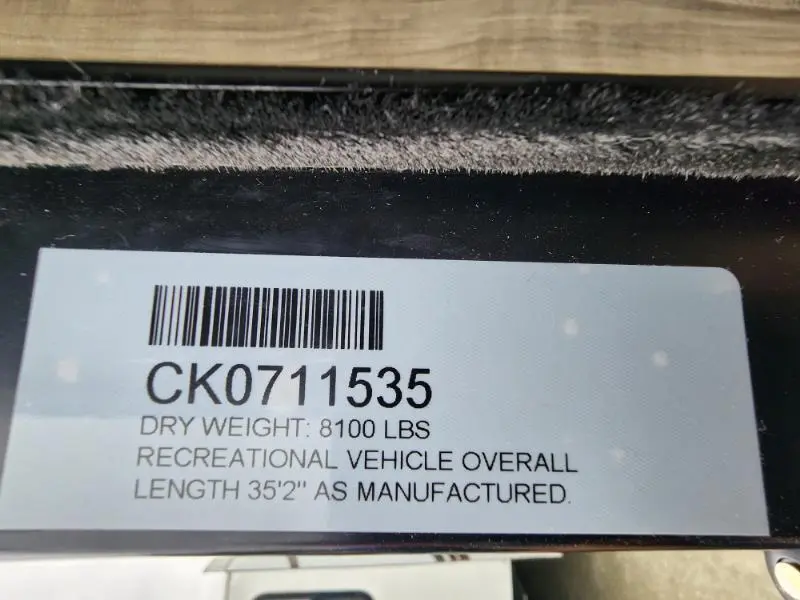 CK0711535
DRY WEIGHT: 8100 LBS
RECREATIONAL VEHICLE OVERALL
LENGTH 35'2" AS MANUFACTURED.